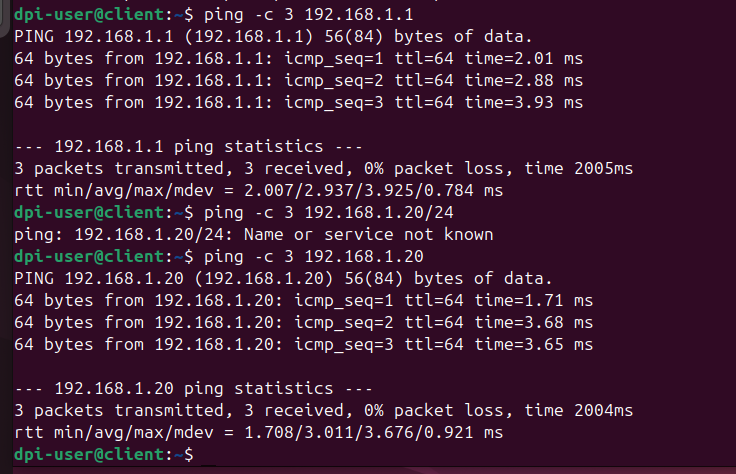 dpi-user@client:~$ ping -c 3 192.168.1.1
PING 192.168.1.1 (192.168.1.1) 56(84) bytes of data.
64 bytes from 192.168.1.1: icmp_seq=1 ttl=64 time=2.01 ms
64 bytes from 192.168.1.1: icmp_seq=2 ttl=64 time=2.88 ms
64 bytes from 192.168.1.1: icmp_seq=3 ttl=64 time=3.93 ms

--- 192.168.1.1 ping statistics ---
3 packets transmitted, 3 received, 0% packet loss, time 2005ms
rtt min/avg/max/mdev = 2.007/2.937/3.925/0.784 ms
dpi-user@client:~$ ping -c 3 192.168.1.20/24
ping: 192.168.1.20/24: Name or service not known
dpi-user@client:~$ ping -c 3 192.168.1.20
PING 192.168.1.20 (192.168.1.20) 56(84) bytes of data.
64 bytes from 192.168.1.20: icmp_seq=1 ttl=64 time=1.71 ms
64 bytes from 192.168.1.20: icmp_seq=2 ttl=64 time=3.68 ms
64 bytes from 192.168.1.20: icmp_seq=3 ttl=64 time=3.65 ms

--- 192.168.1.20 ping statistics ---
3 packets transmitted, 3 received, 0% packet loss, time 2004ms
rtt min/avg/max/mdev = 1.708/3.011/3.676/0.921 ms
dpi-user@client:~$